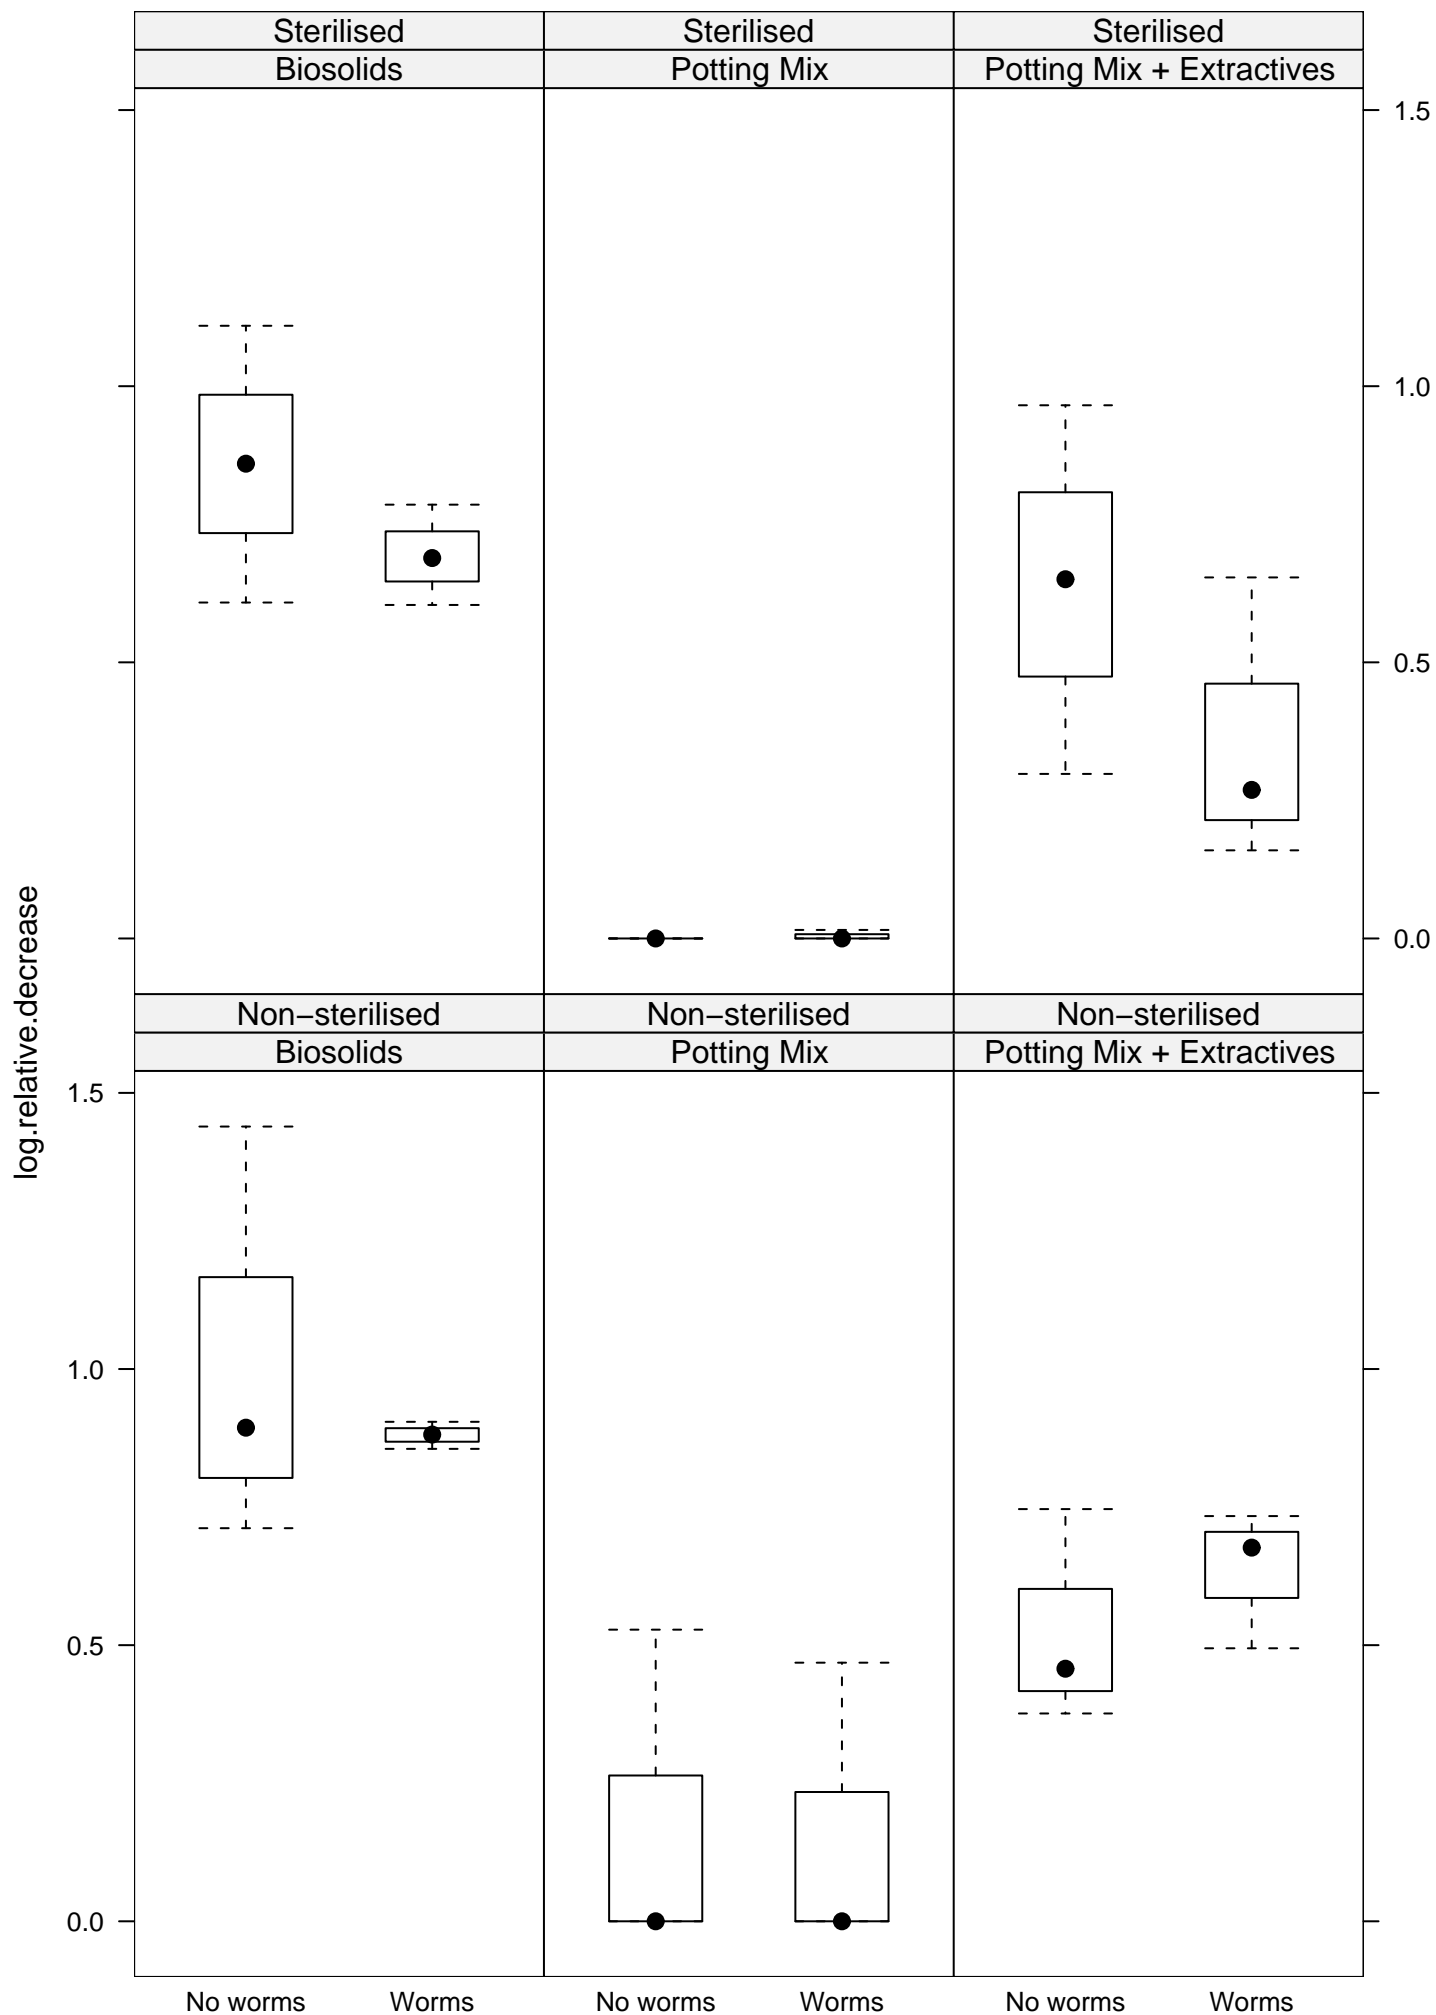 Sterilised Sterilised Sterilised
Biosolids Potting Mix Potting Mix + Extractives
1.5
1.0
0.5
0.0
log.relative.decrease
Non−sterilised Non−sterilised Non−sterilised
Biosolids Potting Mix Potting Mix + Extractives
1.5
1.0
0.5
0.0
No worms Worms No worms Worms No worms Worms